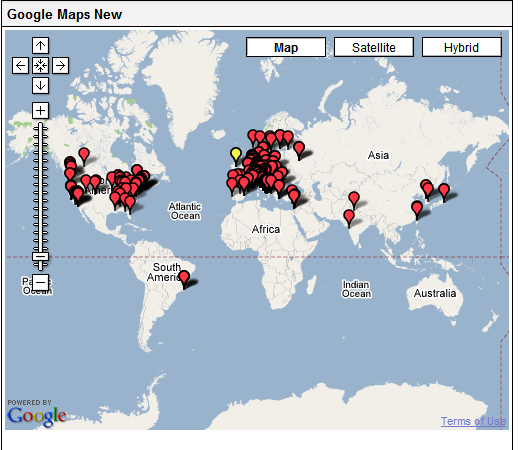 Google Maps New
Map
Satellite
Hybrid
Asia
Atlantic
Ocean
Africa
South
America
Indian
Ocean
Australia
Ocean
POWERED BY
Google
Terms of Use